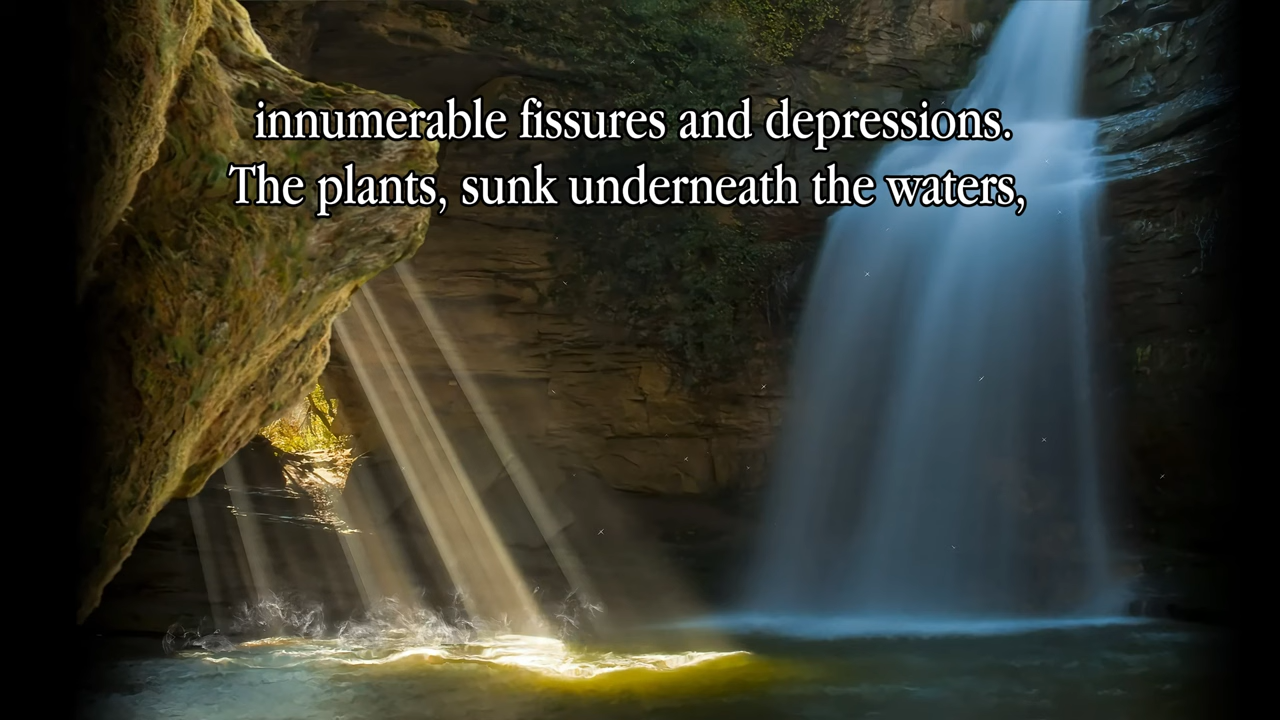 innumerable fissures and depressions.
The plants, sunk underneath the waters,